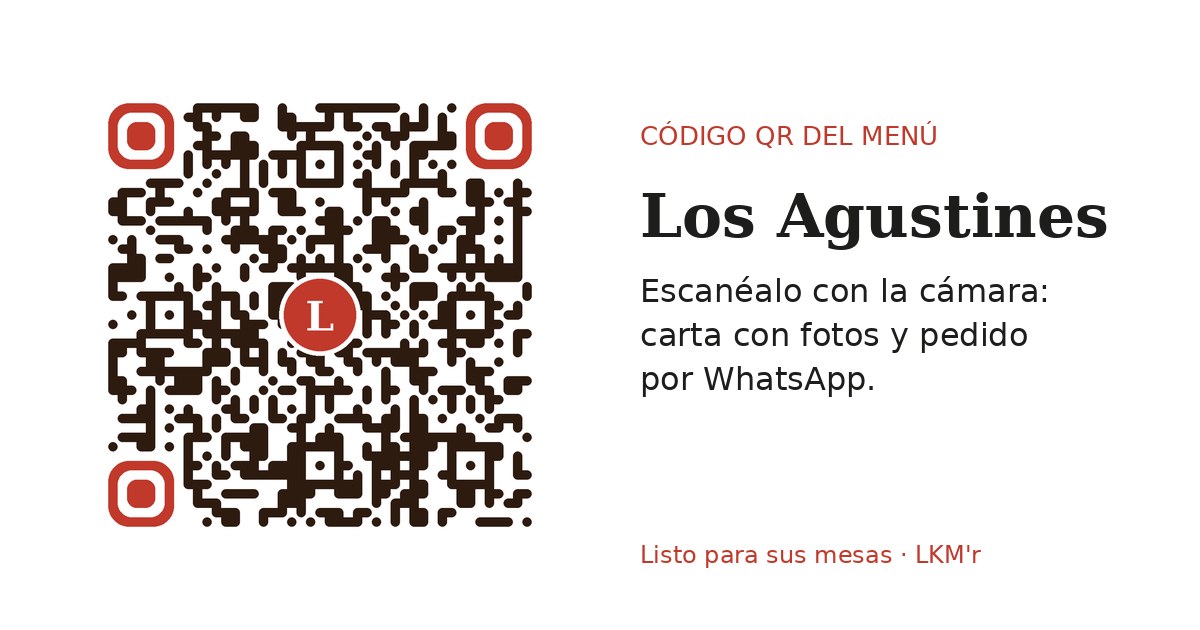 L
CÓDIGO QR DEL MENÚ
Los Agustines
Escanéalo con la cámara:
carta con fotos y pedido
por WhatsApp.
Listo para sus mesas · LKM'r